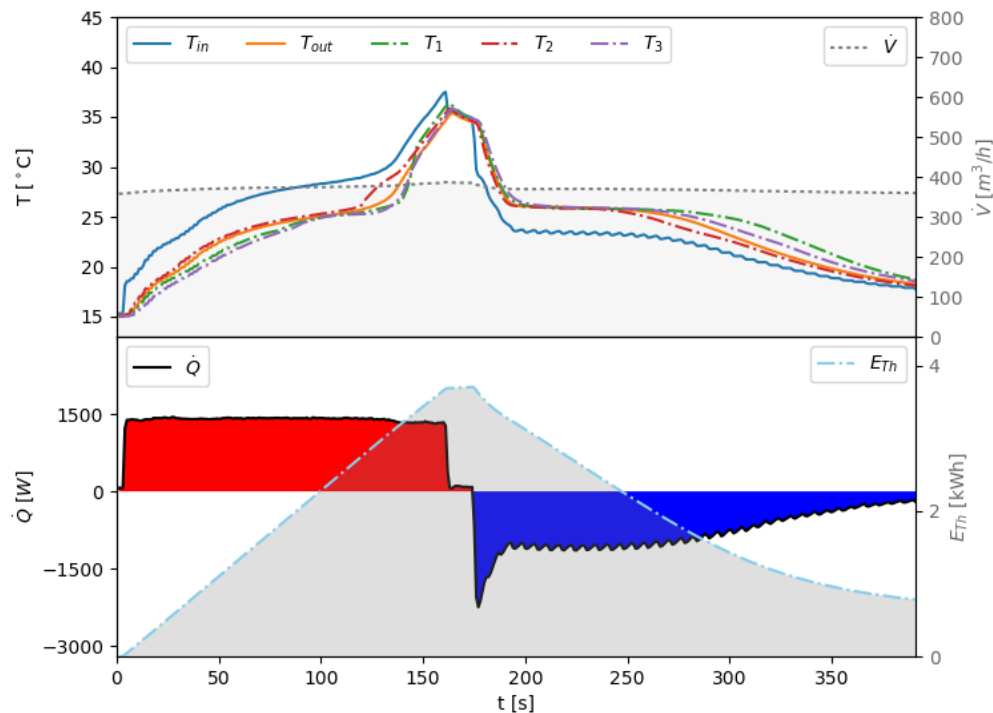 T_in T_out T_1 T_2 T_3 V̇
45
40
35
30
25
20
15
T [°C]
800
700
600
500
400
300
200
100
0
V̇ [m³/h]
Q̇ E_Th
1500
0
−1500
−3000
Q̇ [W]
4
2
0
E_Th [kWh]
0 50 100 150 200 250 300 350
t [s]